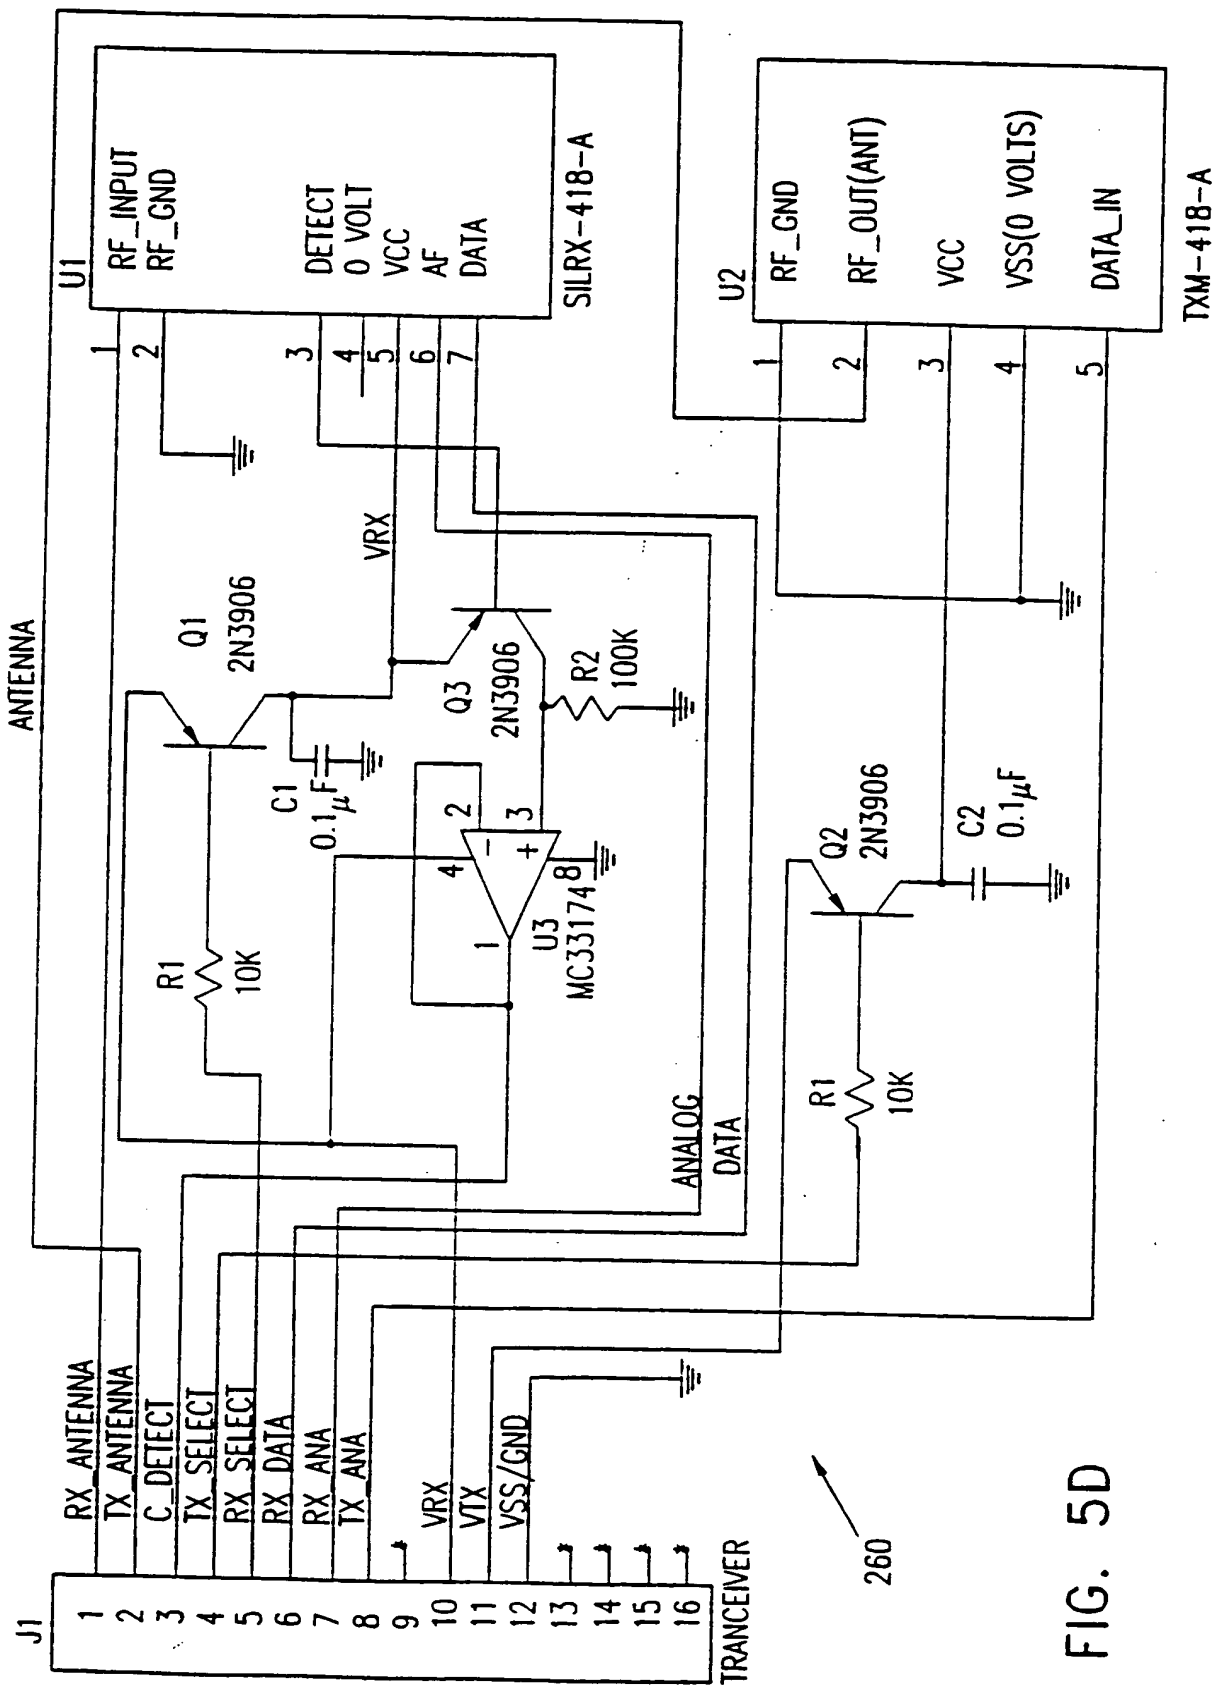 J1
1
2
3
4
5
6
7
8
9
10
11
12
13
14
15
16
TRANCEIVER
RX_ANTENNA
TX_ANTENNA
C_DETECT
TX_SELECT
RX_SELECT
RX_DATA
RX_ANA
TX_ANA
VRX
VTX
VSS/GND
ANTENNA
R1
10K
Q1
2N3906
C1
0.1μF
VRX
Q3
2N3906
R2
100K
1
2
3
4
8
-
+
U3
MC33174
ANALOG
DATA
U1
1
2
3
4
5
6
7
RF_INPUT
RF_GND
DETECT
0 VOLT
VCC
AF
DATA
SILRX-418-A
R1
10K
Q2
2N3906
C2
0.1μF
U2
1
2
3
4
5
RF_GND
RF_OUT(ANT)
VCC
VSS(0 VOLTS)
DATA_IN
TXM-418-A
260
FIG. 5D